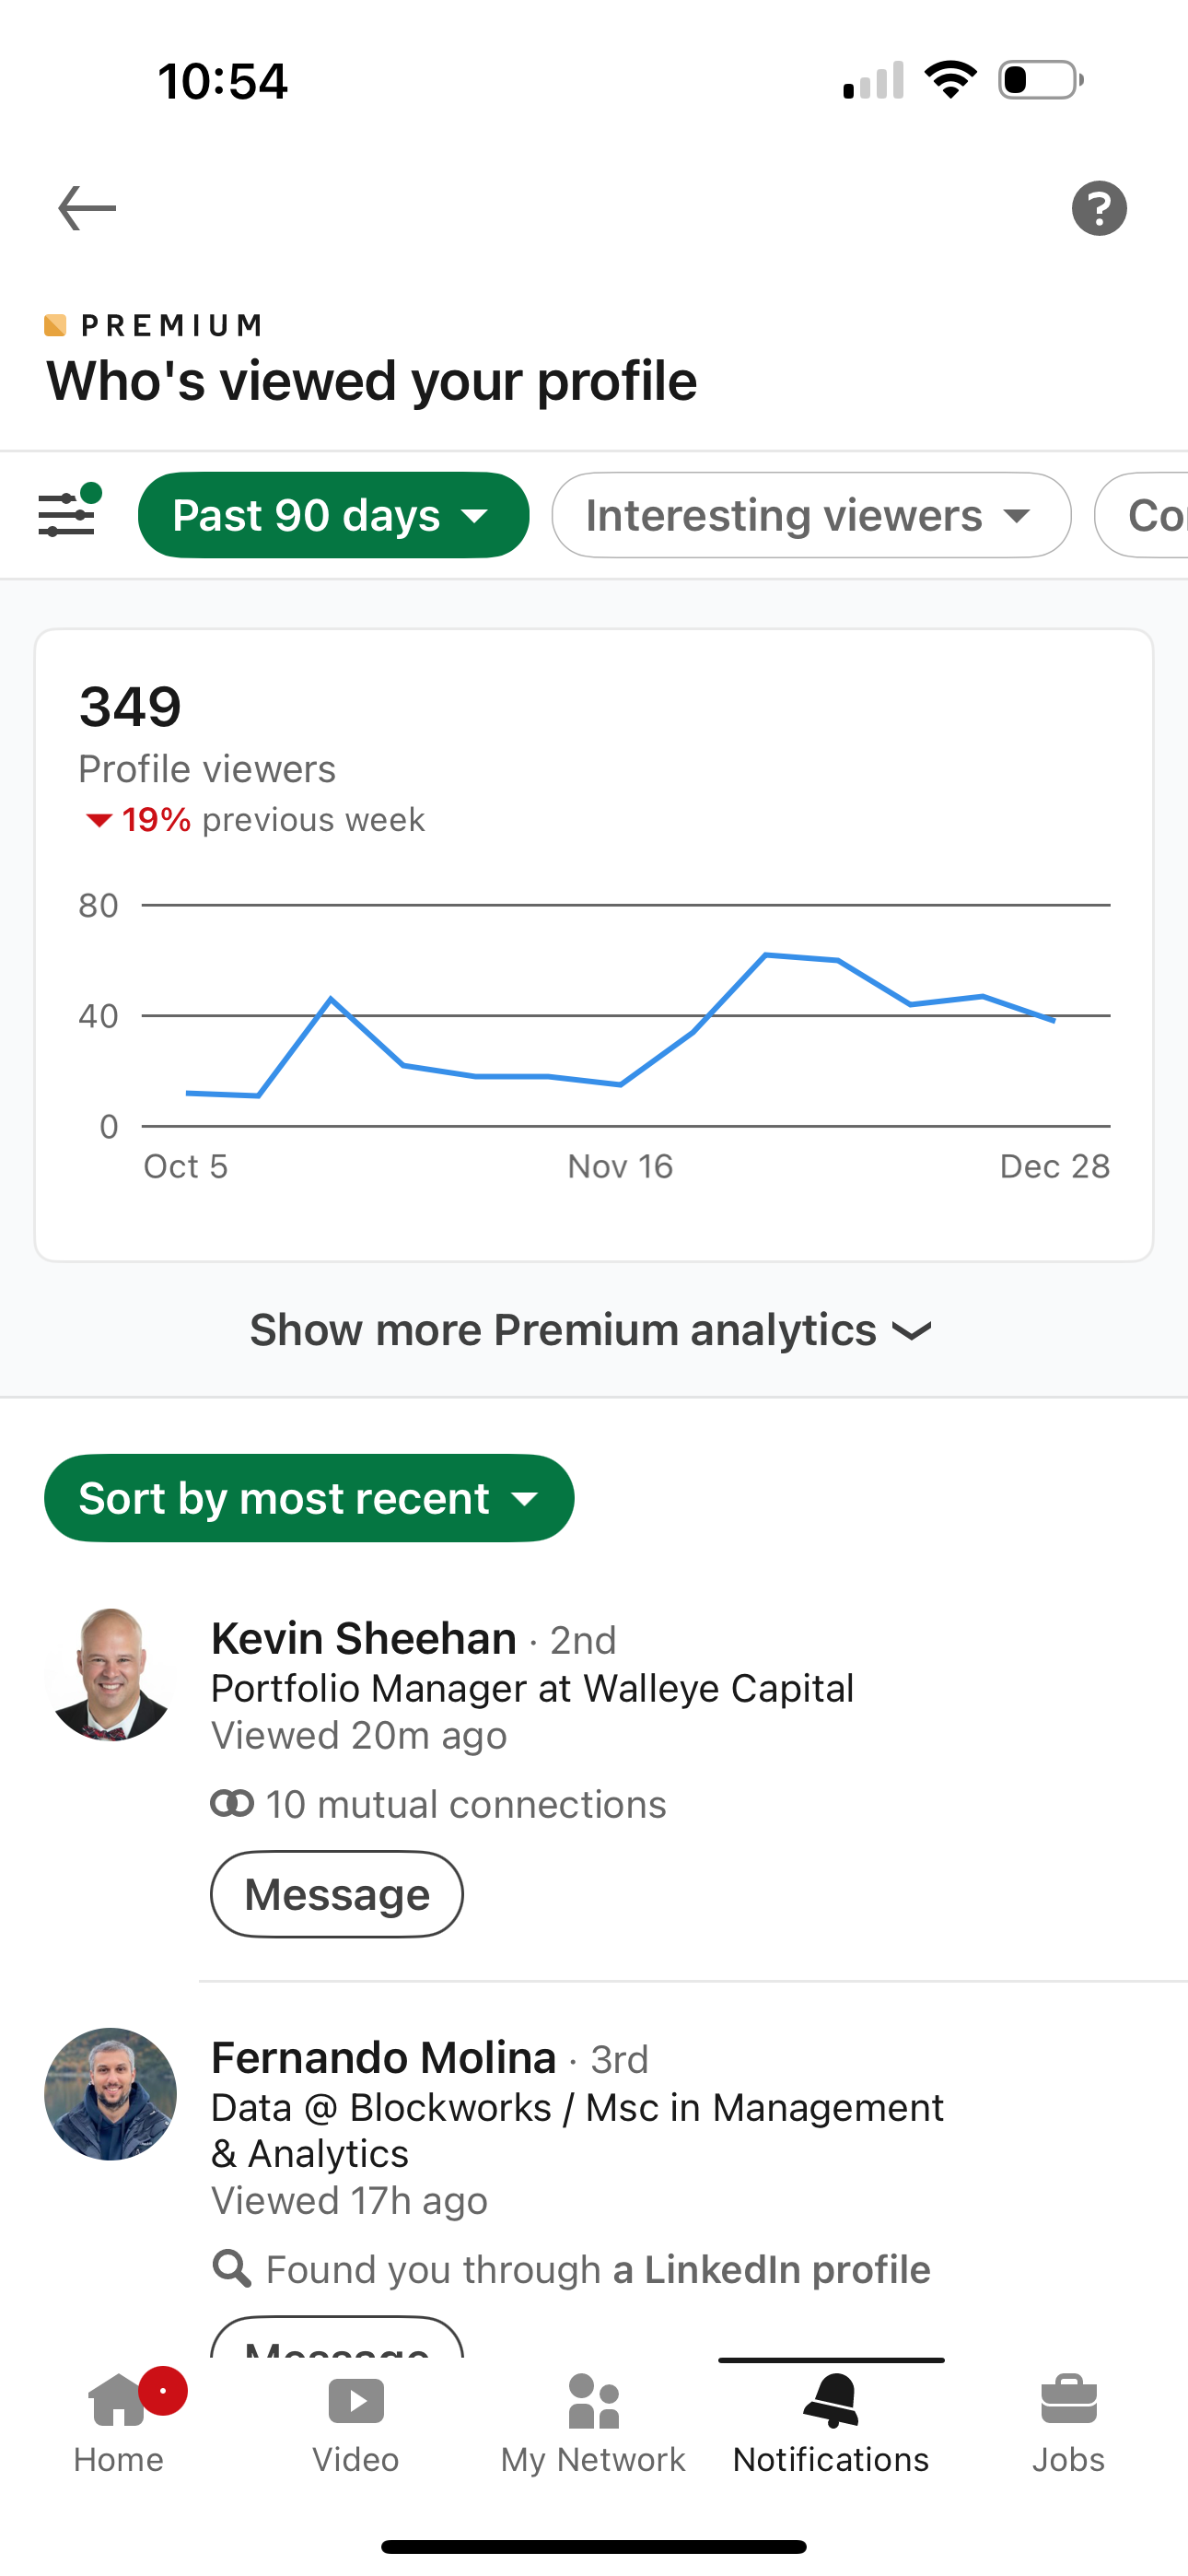 10:54
PREMIUM
Who's viewed your profile
Past 90 days
Interesting viewers
349
Profile viewers
19% previous week
80
40
0
Oct 5
Nov 16
Dec 28
Show more Premium analytics
Sort by most recent
Kevin Sheehan · 2nd
Portfolio Manager at Walleye Capital
Viewed 20m ago
10 mutual connections
Message
Fernando Molina · 3rd
Data @ Blockworks / Msc in Management
& Analytics
Viewed 17h ago
Found you through a LinkedIn profile
Message
Home
Video
My Network
Notifications
Jobs